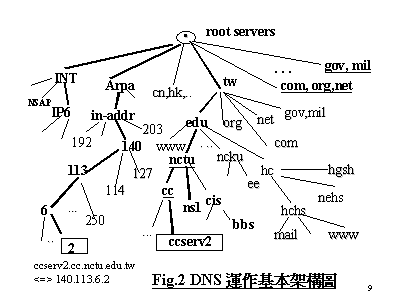 root servers
INT
Arpa
cn,hk,..
tw
...
gov, mil
com, org,net
NSAP
IP6
in-addr
edu
org
net
gov,mil
com
192
140
203
www
...
ncku
hc
hgsh
113
114
127
nctu
ee
nehs
6
...
250
cc
ns1
cis
hchs
2
...
ccserv2
bbs
mail
www
ccserv2.cc.nctu.edu.tw
<=> 140.113.6.2
Fig.2 DNS 運作基本架構圖
9